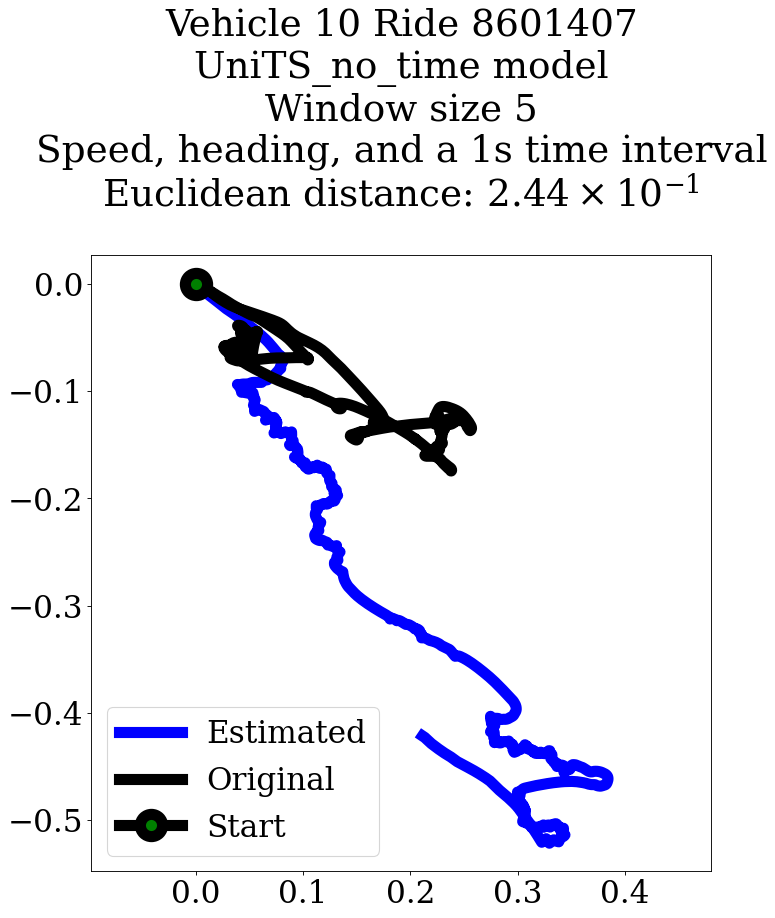 Vehicle 10 Ride 8601407
UniTS_no_time model
Window size 5
Speed, heading, and a 1s time interval
Euclidean distance: 2.44 × 10⁻¹
0.0
−0.1
−0.2
−0.3
−0.4
−0.5
Estimated
Original
Start
0.0 0.1 0.2 0.3 0.4